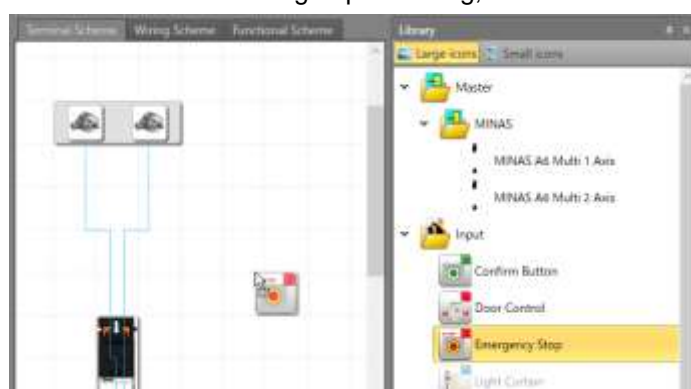 Terminal Scheme Wiring Scheme Functional Scheme
Library
Large icons Small icons
Master
MINAS
MINAS A6 Multi 1 Axis
MINAS A6 Multi 2 Axis
Input
Confirm Button
Door Control
Emergency Stop
Light Curtain